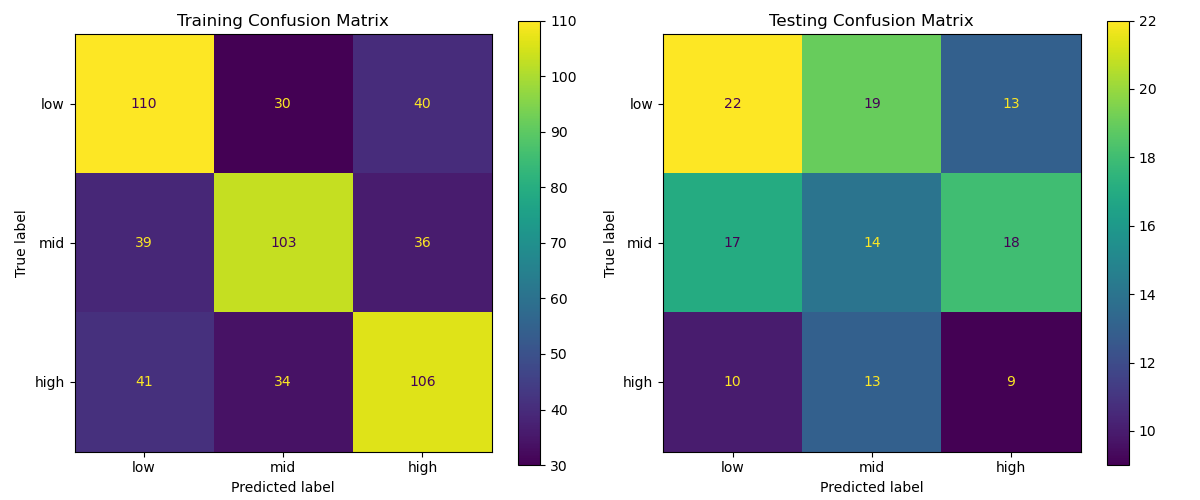 Training Confusion Matrix
Testing Confusion Matrix
True label
low
mid
high
110 30 40
39 103 36
41 34 106
low mid high
Predicted label
110
100
90
80
70
60
50
40
30
True label
low
mid
high
22 19 13
17 14 18
10 13 9
low mid high
Predicted label
22
20
18
16
14
12
10